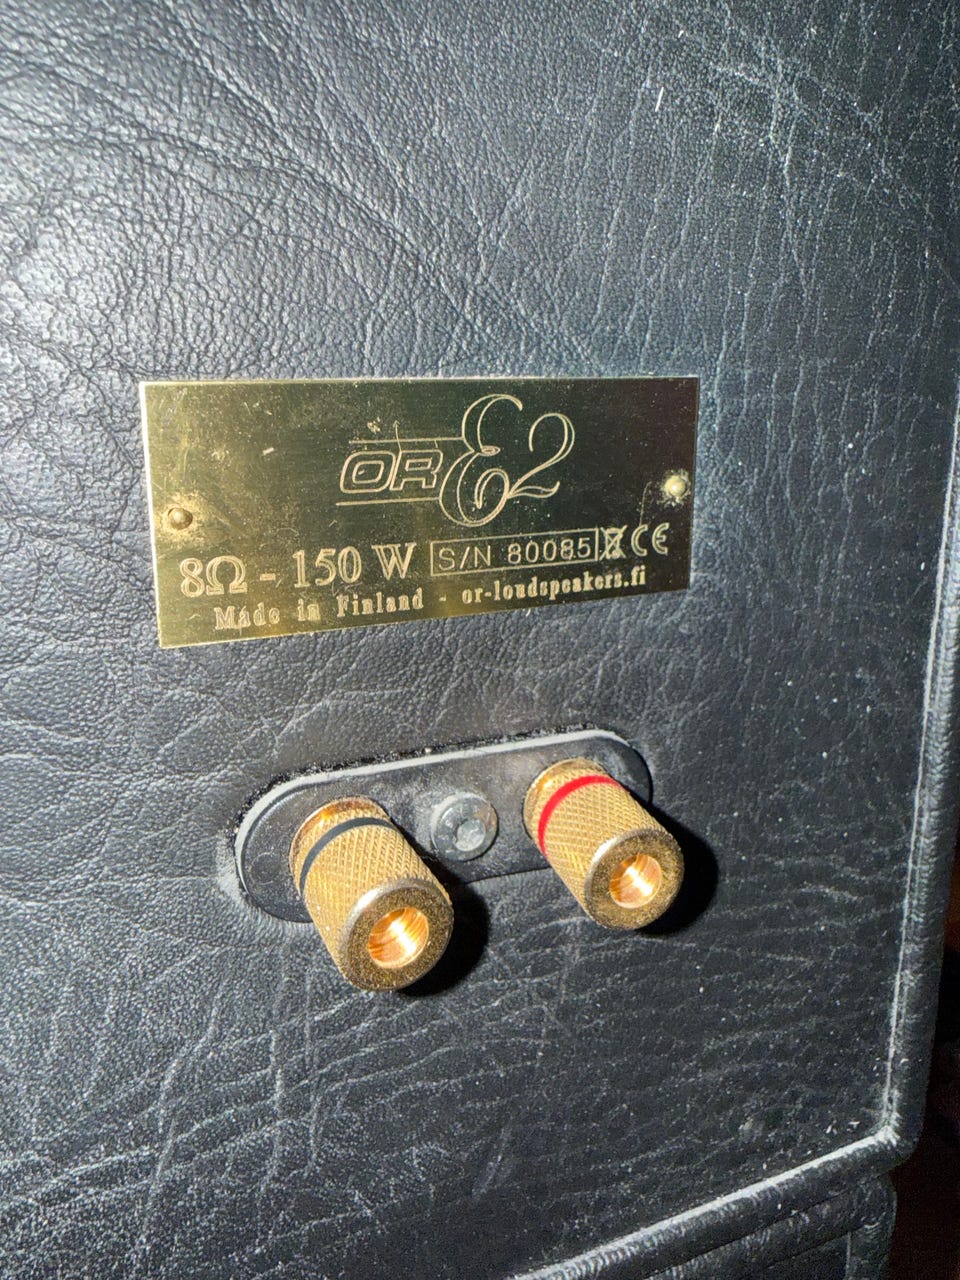 OR E2
8Ω - 150 W S/N 80085 CE
Made in Finland - or-loudspeakers.fi